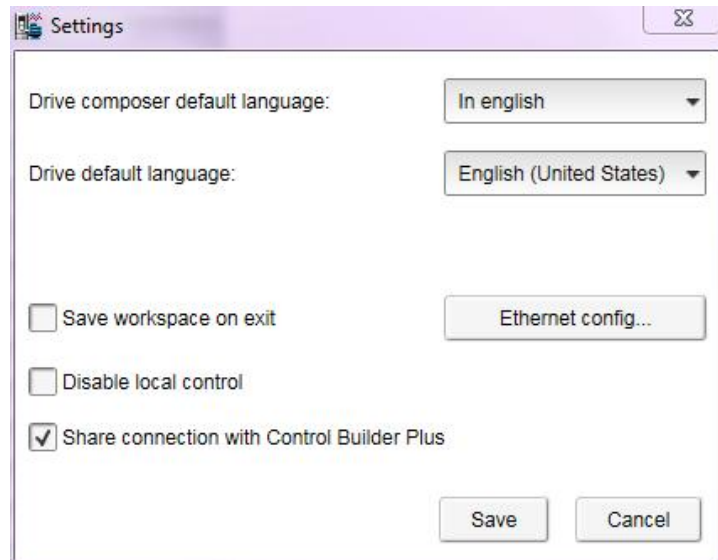 Settings
Drive composer default language:
In english
Drive default language:
English (United States)
Save workspace on exit
Ethernet config...
Disable local control
Share connection with Control Builder Plus
Save
Cancel